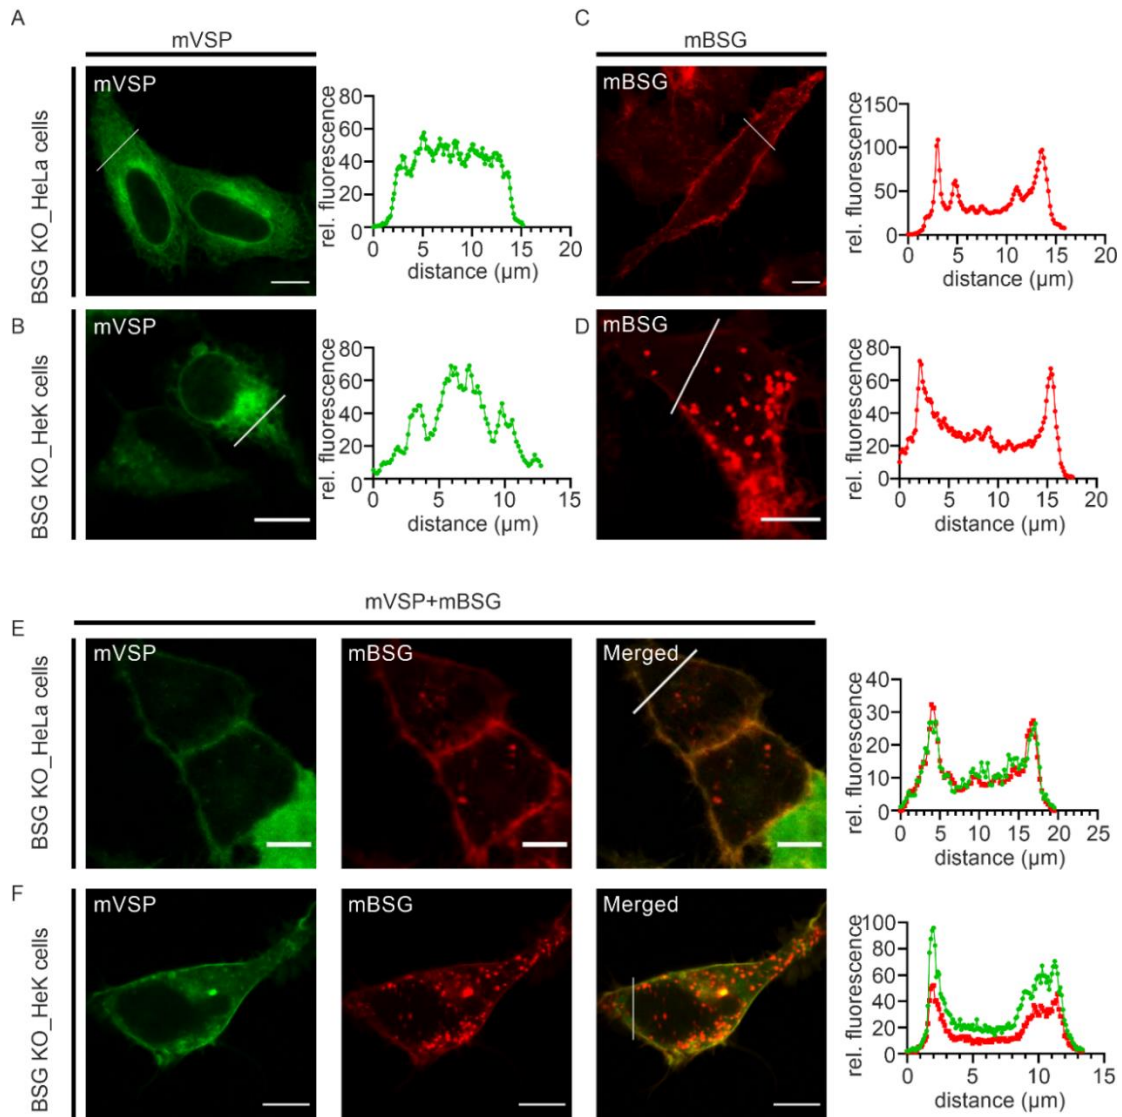 A
mVSP
C
mBSG
BSG KO_HeLa cells
mVSP
rel. fluorescence
80
60
40
20
0
0 5 10 15 20
distance (µm)
mBSG
rel. fluorescence
150
100
50
0
0 5 10 15 20
distance (µm)
B
BSG KO_HeK cells
mVSP
rel. fluorescence
80
60
40
20
0
0 5 10 15
distance (µm)
D
mBSG
rel. fluorescence
80
60
40
20
0
0 5 10 15 20
distance (µm)
mVSP+mBSG
E
BSG KO_HeLa cells
mVSP
mBSG
Merged
rel. fluorescence
40
30
20
10
0
0 5 10 15 20 25
distance (µm)
F
BSG KO_HeK cells
mVSP
mBSG
Merged
rel. fluorescence
100
80
60
40
20
0
0 5 10 15
distance (µm)